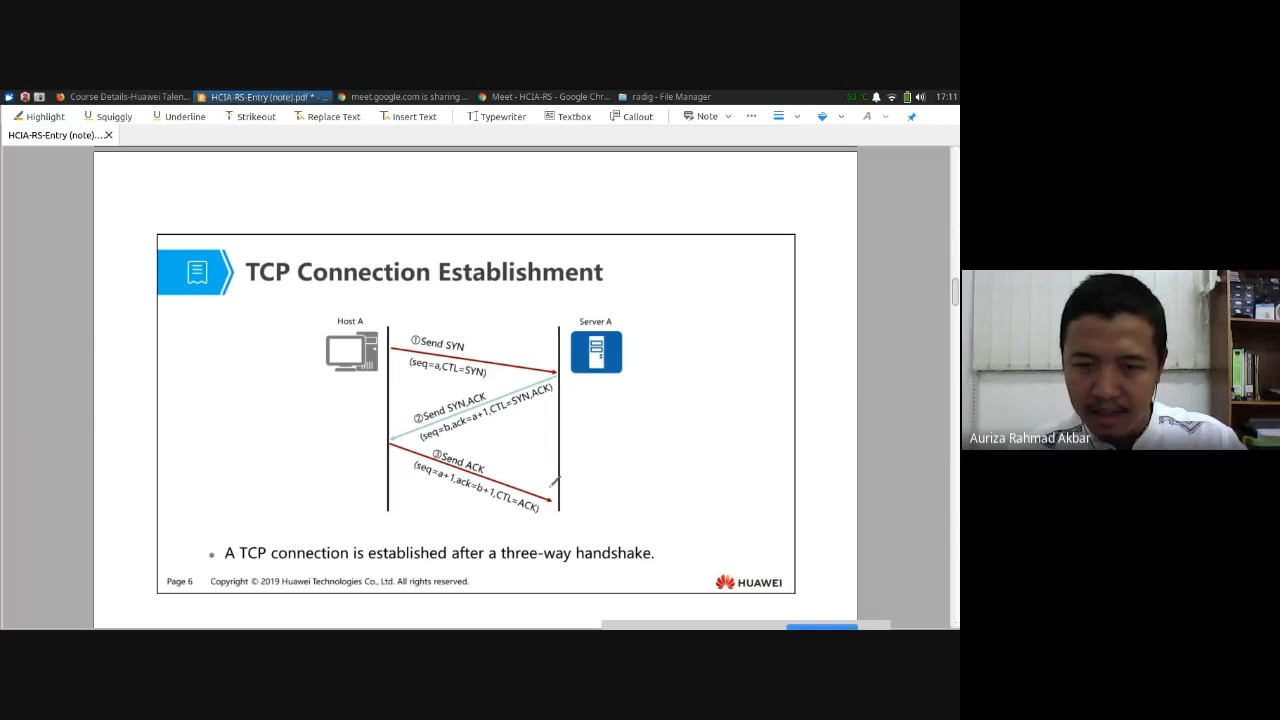 Course Details-Huawei Talen...
HCIA-RS-Entry (note).pdf * -...
meet.google.com is sharing ...
Meet - HCIA-RS - Google Chr...
radig - File Manager
60 °C
17:11
Highlight
Squiggly
Underline
Strikeout
Replace Text
Insert Text
Typewriter
Textbox
Callout
Note
HCIA-RS-Entry (note)....
TCP Connection Establishment
Host A
Server A
①Send SYN
(seq=a,CTL=SYN)
②Send SYN,ACK
(seq=b,ack=a+1,CTL=SYN,ACK)
③Send ACK
(seq=a+1,ack=b+1,CTL=ACK)
• A TCP connection is established after a three-way handshake.
Page 6
Copyright © 2019 Huawei Technologies Co., Ltd. All rights reserved.
HUAWEI
Auriza Rahmad Akbar